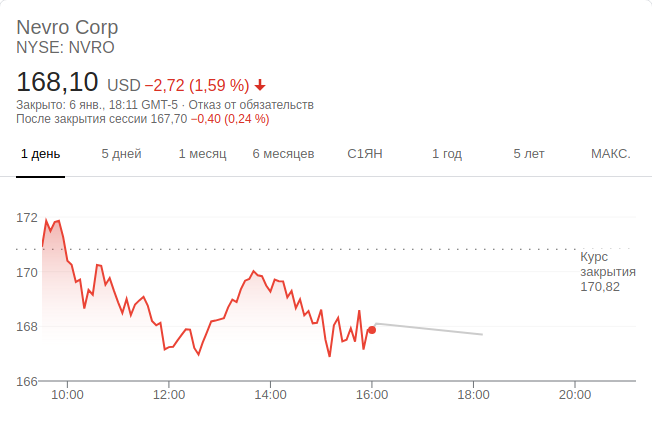 Nevro Corp
NYSE: NVRO
168,10 USD −2,72 (1,59 %)
Закрыто: 6 янв., 18:11 GMT-5 · Отказ от обязательств
После закрытия сессии 167,70 −0,40 (0,24 %)
1 день 5 дней 1 месяц 6 месяцев С1ЯН 1 год 5 лет МАКС.
172
Курс
закрытия
170,82
170
168
166
10:00 12:00 14:00 16:00 18:00 20:00